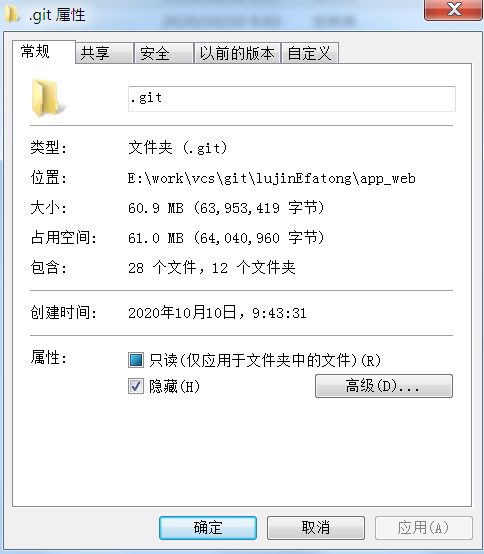 .git 属性
常规 共享 安全 以前的版本 自定义
.git
类型: 文件夹 (.git)
位置: E:\work\vcs\git\lujinEfatong\app_web
大小: 60.9 MB (63,953,419 字节)
占用空间: 61.0 MB (64,040,960 字节)
包含: 28 个文件，12 个文件夹
创建时间: 2020年10月10日，9:43:31
属性: 只读(仅应用于文件夹中的文件)(R)
隐藏(H) 高级(D)...
确定 取消 应用(A)